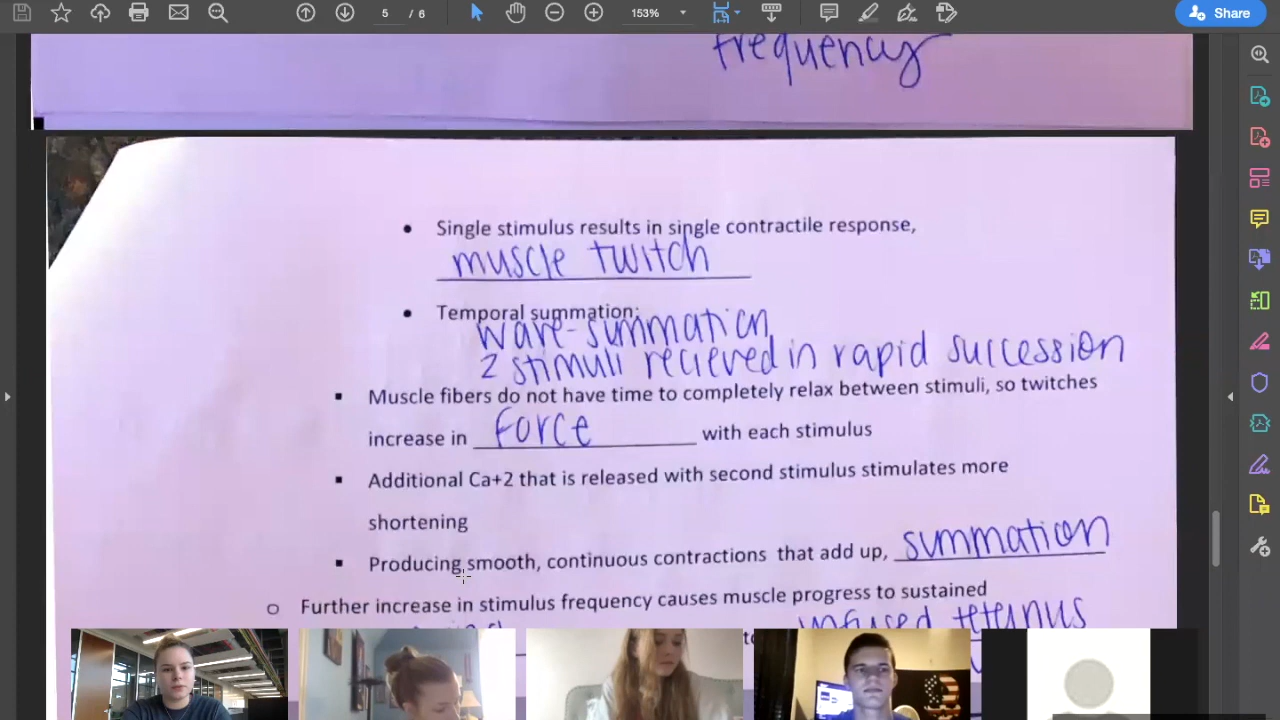 5 / 6
153%
Share
frequency
• Single stimulus results in single contractile response,
muscle twitch
• Temporal summation:
wave-summation
2 stimuli recieved in rapid succession
▪ Muscle fibers do not have time to completely relax between stimuli, so twitches
increase in force with each stimulus
▪ Additional Ca+2 that is released with second stimulus stimulates more
shortening
▪ Producing smooth, continuous contractions that add up, summation
o Further increase in stimulus frequency causes muscle progress to sustained
tetanus